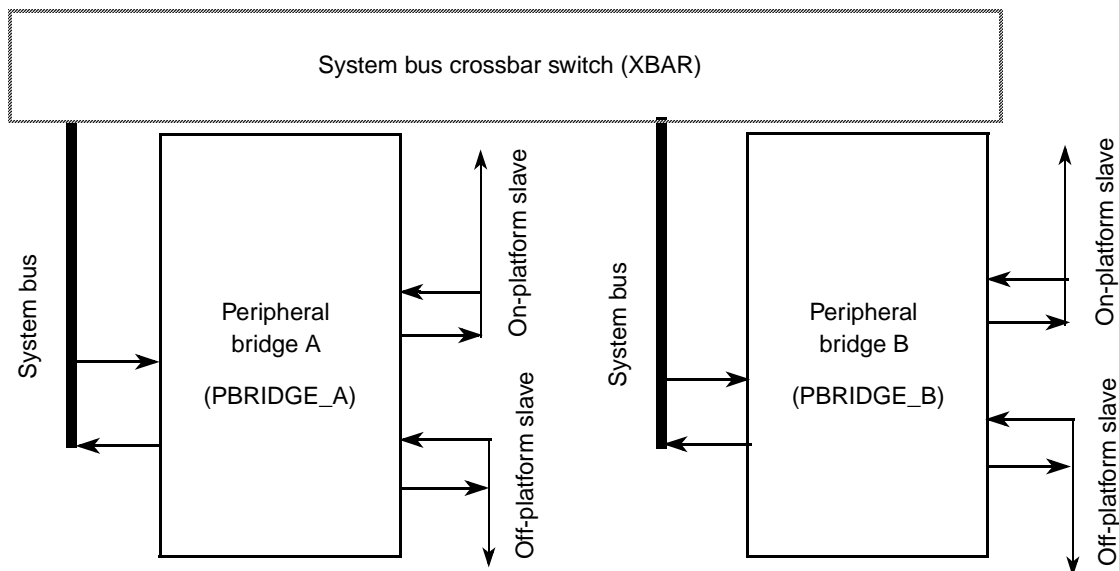 System bus crossbar switch (XBAR)
System bus
Peripheral
bridge A
(PBRIDGE_A)
On-platform slave
Off-platform slave
System bus
Peripheral
bridge B
(PBRIDGE_B)
On-platform slave
Off-platform slave